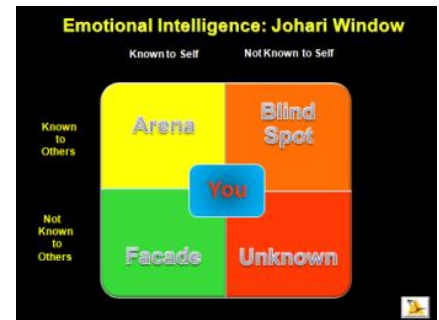 Emotional Intelligence: Johari Window
Known to Self
Not Known to Self
Known
to
Others
Arena
Blind
Spot
You
Not
Known
to
Others
Facade
Unknown